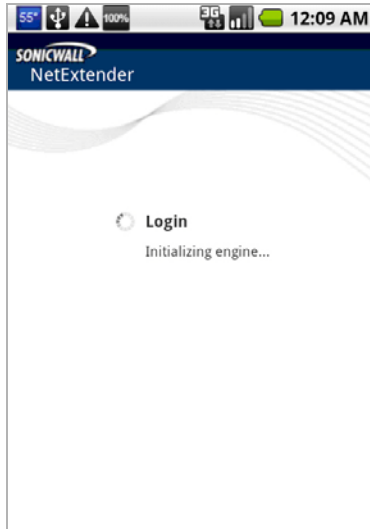 55° 100% 3G 12:09 AM
SONICWALL
NetExtender
Login
Initializing engine...